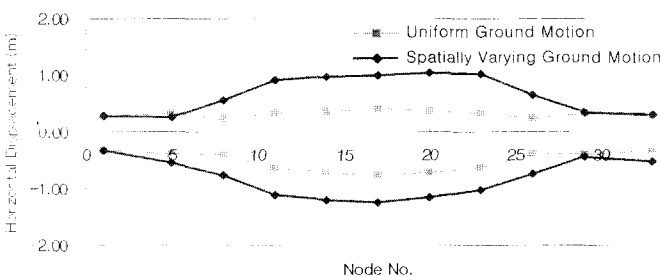 2.00
Uniform Ground Motion
Spatially Varying Ground Motion
1.00
0.00
0 5 10 15 20 25 30
-1.00
-2.00
Horizontal Displacement (m)
Node No.